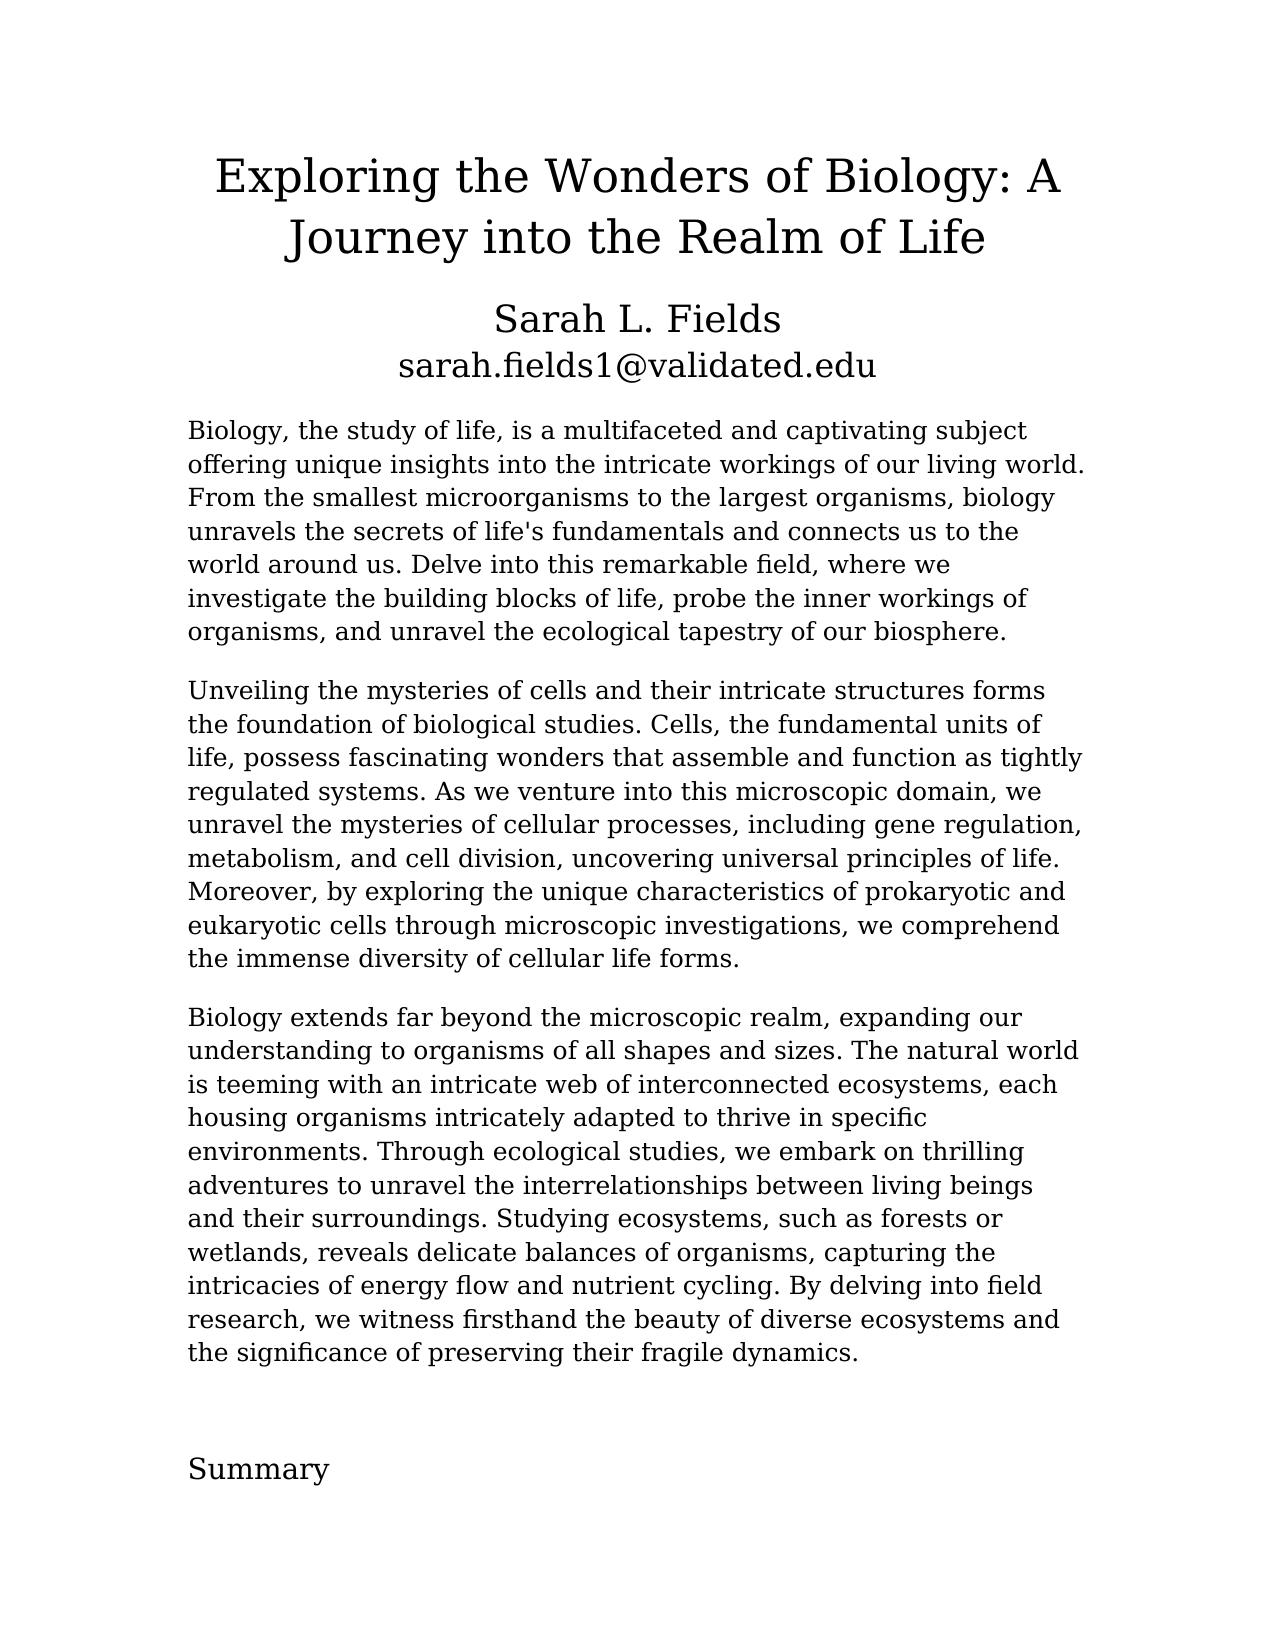 Exploring the Wonders of Biology: A
Journey into the Realm of Life
Sarah L. Fields
sarah.fields1@validated.edu
Biology, the study of life, is a multifaceted and captivating subject
offering unique insights into the intricate workings of our living world.
From the smallest microorganisms to the largest organisms, biology
unravels the secrets of life's fundamentals and connects us to the
world around us. Delve into this remarkable field, where we
investigate the building blocks of life, probe the inner workings of
organisms, and unravel the ecological tapestry of our biosphere.
Unveiling the mysteries of cells and their intricate structures forms
the foundation of biological studies. Cells, the fundamental units of
life, possess fascinating wonders that assemble and function as tightly
regulated systems. As we venture into this microscopic domain, we
unravel the mysteries of cellular processes, including gene regulation,
metabolism, and cell division, uncovering universal principles of life.
Moreover, by exploring the unique characteristics of prokaryotic and
eukaryotic cells through microscopic investigations, we comprehend
the immense diversity of cellular life forms.
Biology extends far beyond the microscopic realm, expanding our
understanding to organisms of all shapes and sizes. The natural world
is teeming with an intricate web of interconnected ecosystems, each
housing organisms intricately adapted to thrive in specific
environments. Through ecological studies, we embark on thrilling
adventures to unravel the interrelationships between living beings
and their surroundings. Studying ecosystems, such as forests or
wetlands, reveals delicate balances of organisms, capturing the
intricacies of energy flow and nutrient cycling. By delving into field
research, we witness firsthand the beauty of diverse ecosystems and
the significance of preserving their fragile dynamics.
Summary